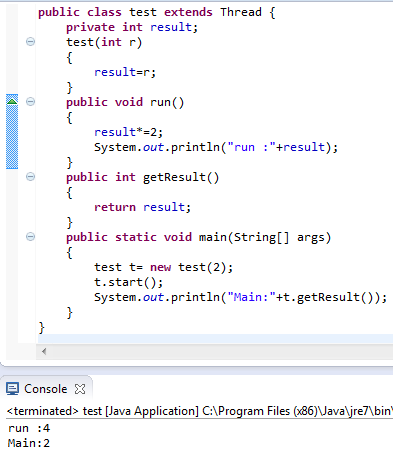 public class test extends Thread {
private int result;
test(int r)
{
result=r;
}
public void run()
{
result*=2;
System.out.println("run :"+result);
}
public int getResult()
{
return result;
}
public static void main(String[] args)
{
test t= new test(2);
t.start();
System.out.println("Main:"+t.getResult());
}
}
Console
<terminated> test [Java Application] C:\Program Files (x86)\Java\jre7\bin\
run :4
Main:2